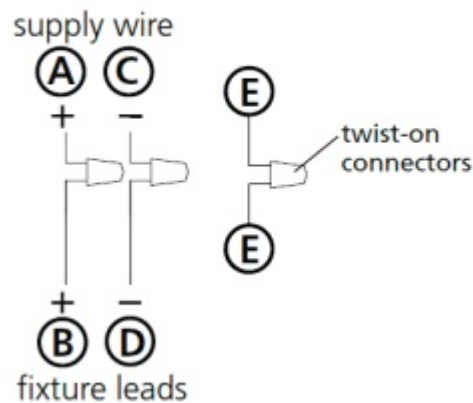 supply wire
A C
+ −
E
twist-on
connectors
E
+ −
B D
fixture leads